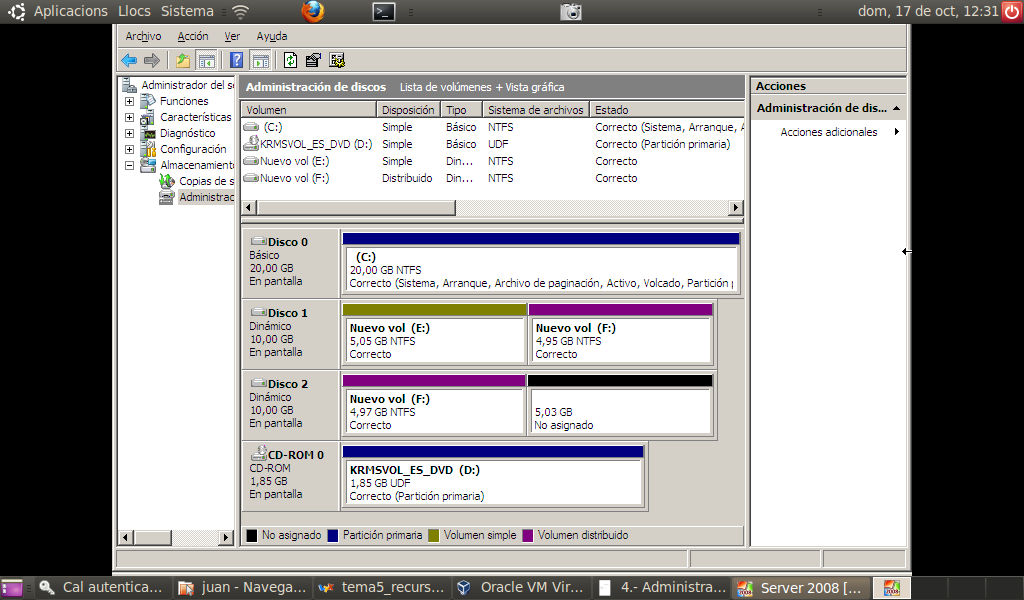 Aplicacions Llocs Sistema dom, 17 de oct, 12:31
Archivo Acción Ver Ayuda
Administrador del s
Funciones
Características
Diagnóstico
Configuración
Almacenamiento
Copias de s
Administrac
Administración de discos Lista de volúmenes + Vista gráfica
Volumen Disposición Tipo Sistema de archivos Estado
(C:) Simple Básico NTFS Correcto (Sistema, Arranque, A
KRMSVOL_ES_DVD (D:) Simple Básico UDF Correcto (Partición primaria)
Nuevo vol (E:) Simple Din... NTFS Correcto
Nuevo vol (F:) Distribuido Din... NTFS Correcto
Disco 0
Básico
20,00 GB
En pantalla
(C:)
20,00 GB NTFS
Correcto (Sistema, Arranque, Archivo de paginación, Activo, Volcado, Partición p
Disco 1
Dinámico
10,00 GB
En pantalla
Nuevo vol (E:)
5,05 GB NTFS
Correcto
Nuevo vol (F:)
4,95 GB NTFS
Correcto
Disco 2
Dinámico
10,00 GB
En pantalla
Nuevo vol (F:)
4,97 GB NTFS
Correcto
5,03 GB
No asignado
CD-ROM 0
CD-ROM
1,85 GB
En pantalla
KRMSVOL_ES_DVD (D:)
1,85 GB UDF
Correcto (Partición primaria)
No asignado Partición primaria Volumen simple Volumen distribuido
Acciones
Administración de dis...
Acciones adicionales
Cal autentica... juan - Navega... tema5_recurs... Oracle VM Vir... 4.- Administra... Server 2008 [...